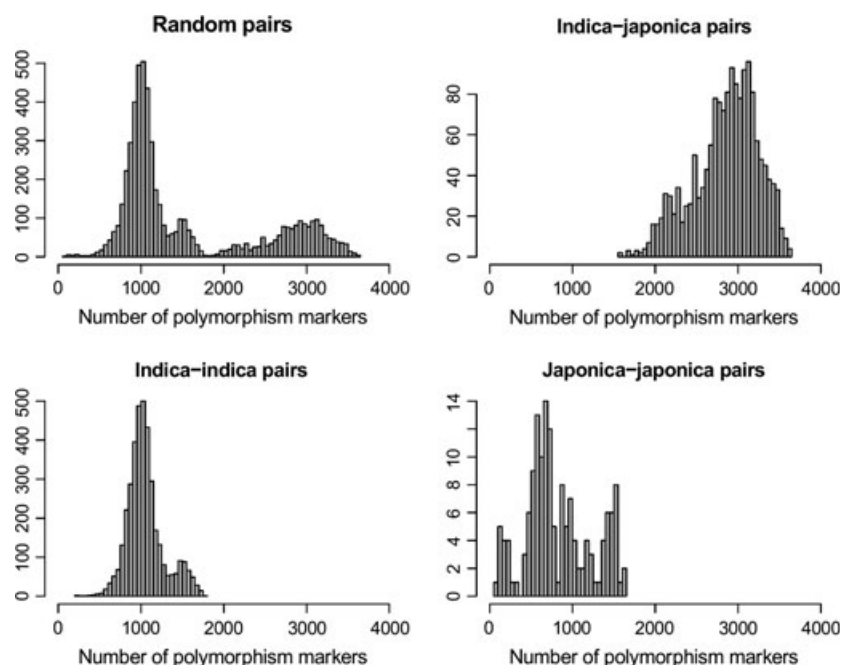 Random pairs
500
400
300
200
100
0
0 1000 2000 3000 4000
Number of polymorphism markers
Indica-japonica pairs
80
60
40
20
0
0 1000 2000 3000 4000
Number of polymorphism markers
Indica-indica pairs
500
400
300
200
100
0
0 1000 2000 3000 4000
Number of polymorphism markers
Japonica-japonica pairs
14
10
8
6
4
2
0
0 1000 2000 3000 4000
Number of polymorphism markers